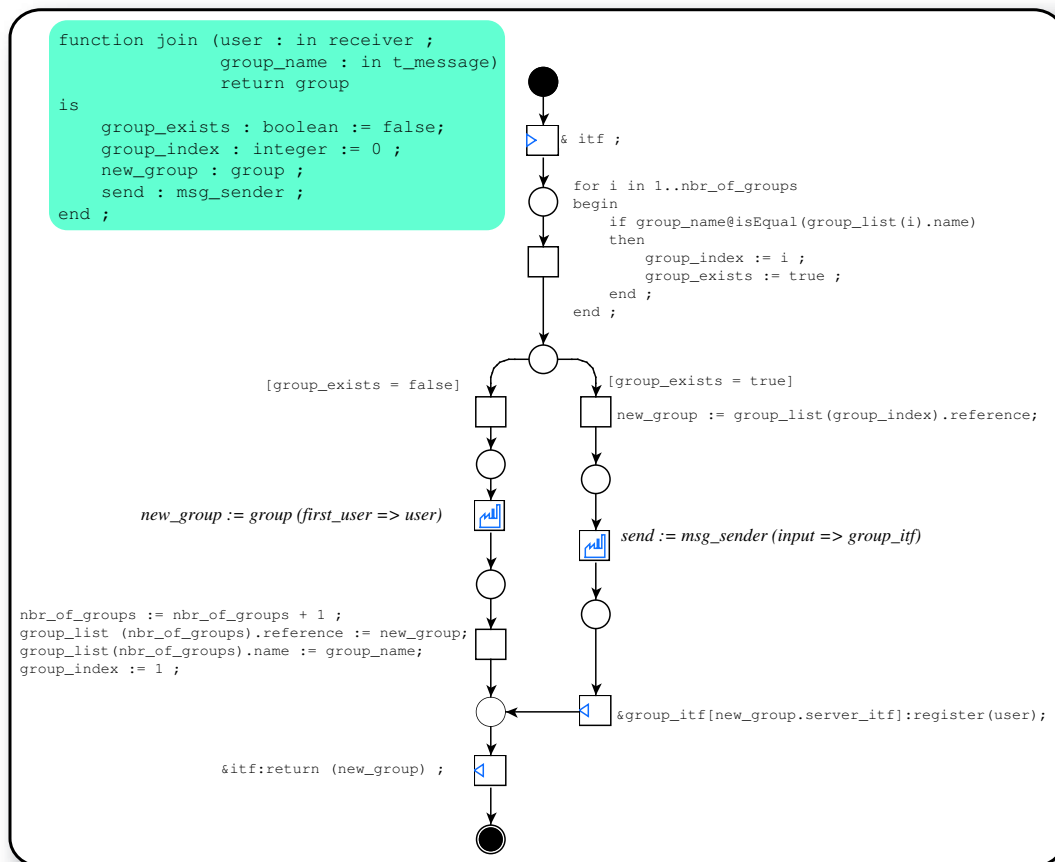 function join (user : in receiver ;
group_name : in t_message)
return group
is
group_exists : boolean := false;
group_index : integer := 0 ;
new_group : group ;
send : msg_sender ;
end ;
& itf ;
for i in 1..nbr_of_groups
begin
if group_name@isEqual(group_list(i).name)
then
group_index := i ;
group_exists := true ;
end ;
end ;
[group_exists = false]
[group_exists = true]
new_group := group_list(group_index).reference;
new_group := group (first_user => user)
send := msg_sender (input => group_itf)
nbr_of_groups := nbr_of_groups + 1 ;
group_list (nbr_of_groups).reference := new_group;
group_list(nbr_of_groups).name := group_name;
group_index := 1 ;
&group_itf[new_group.server_itf]:register(user);
&itf:return (new_group) ;